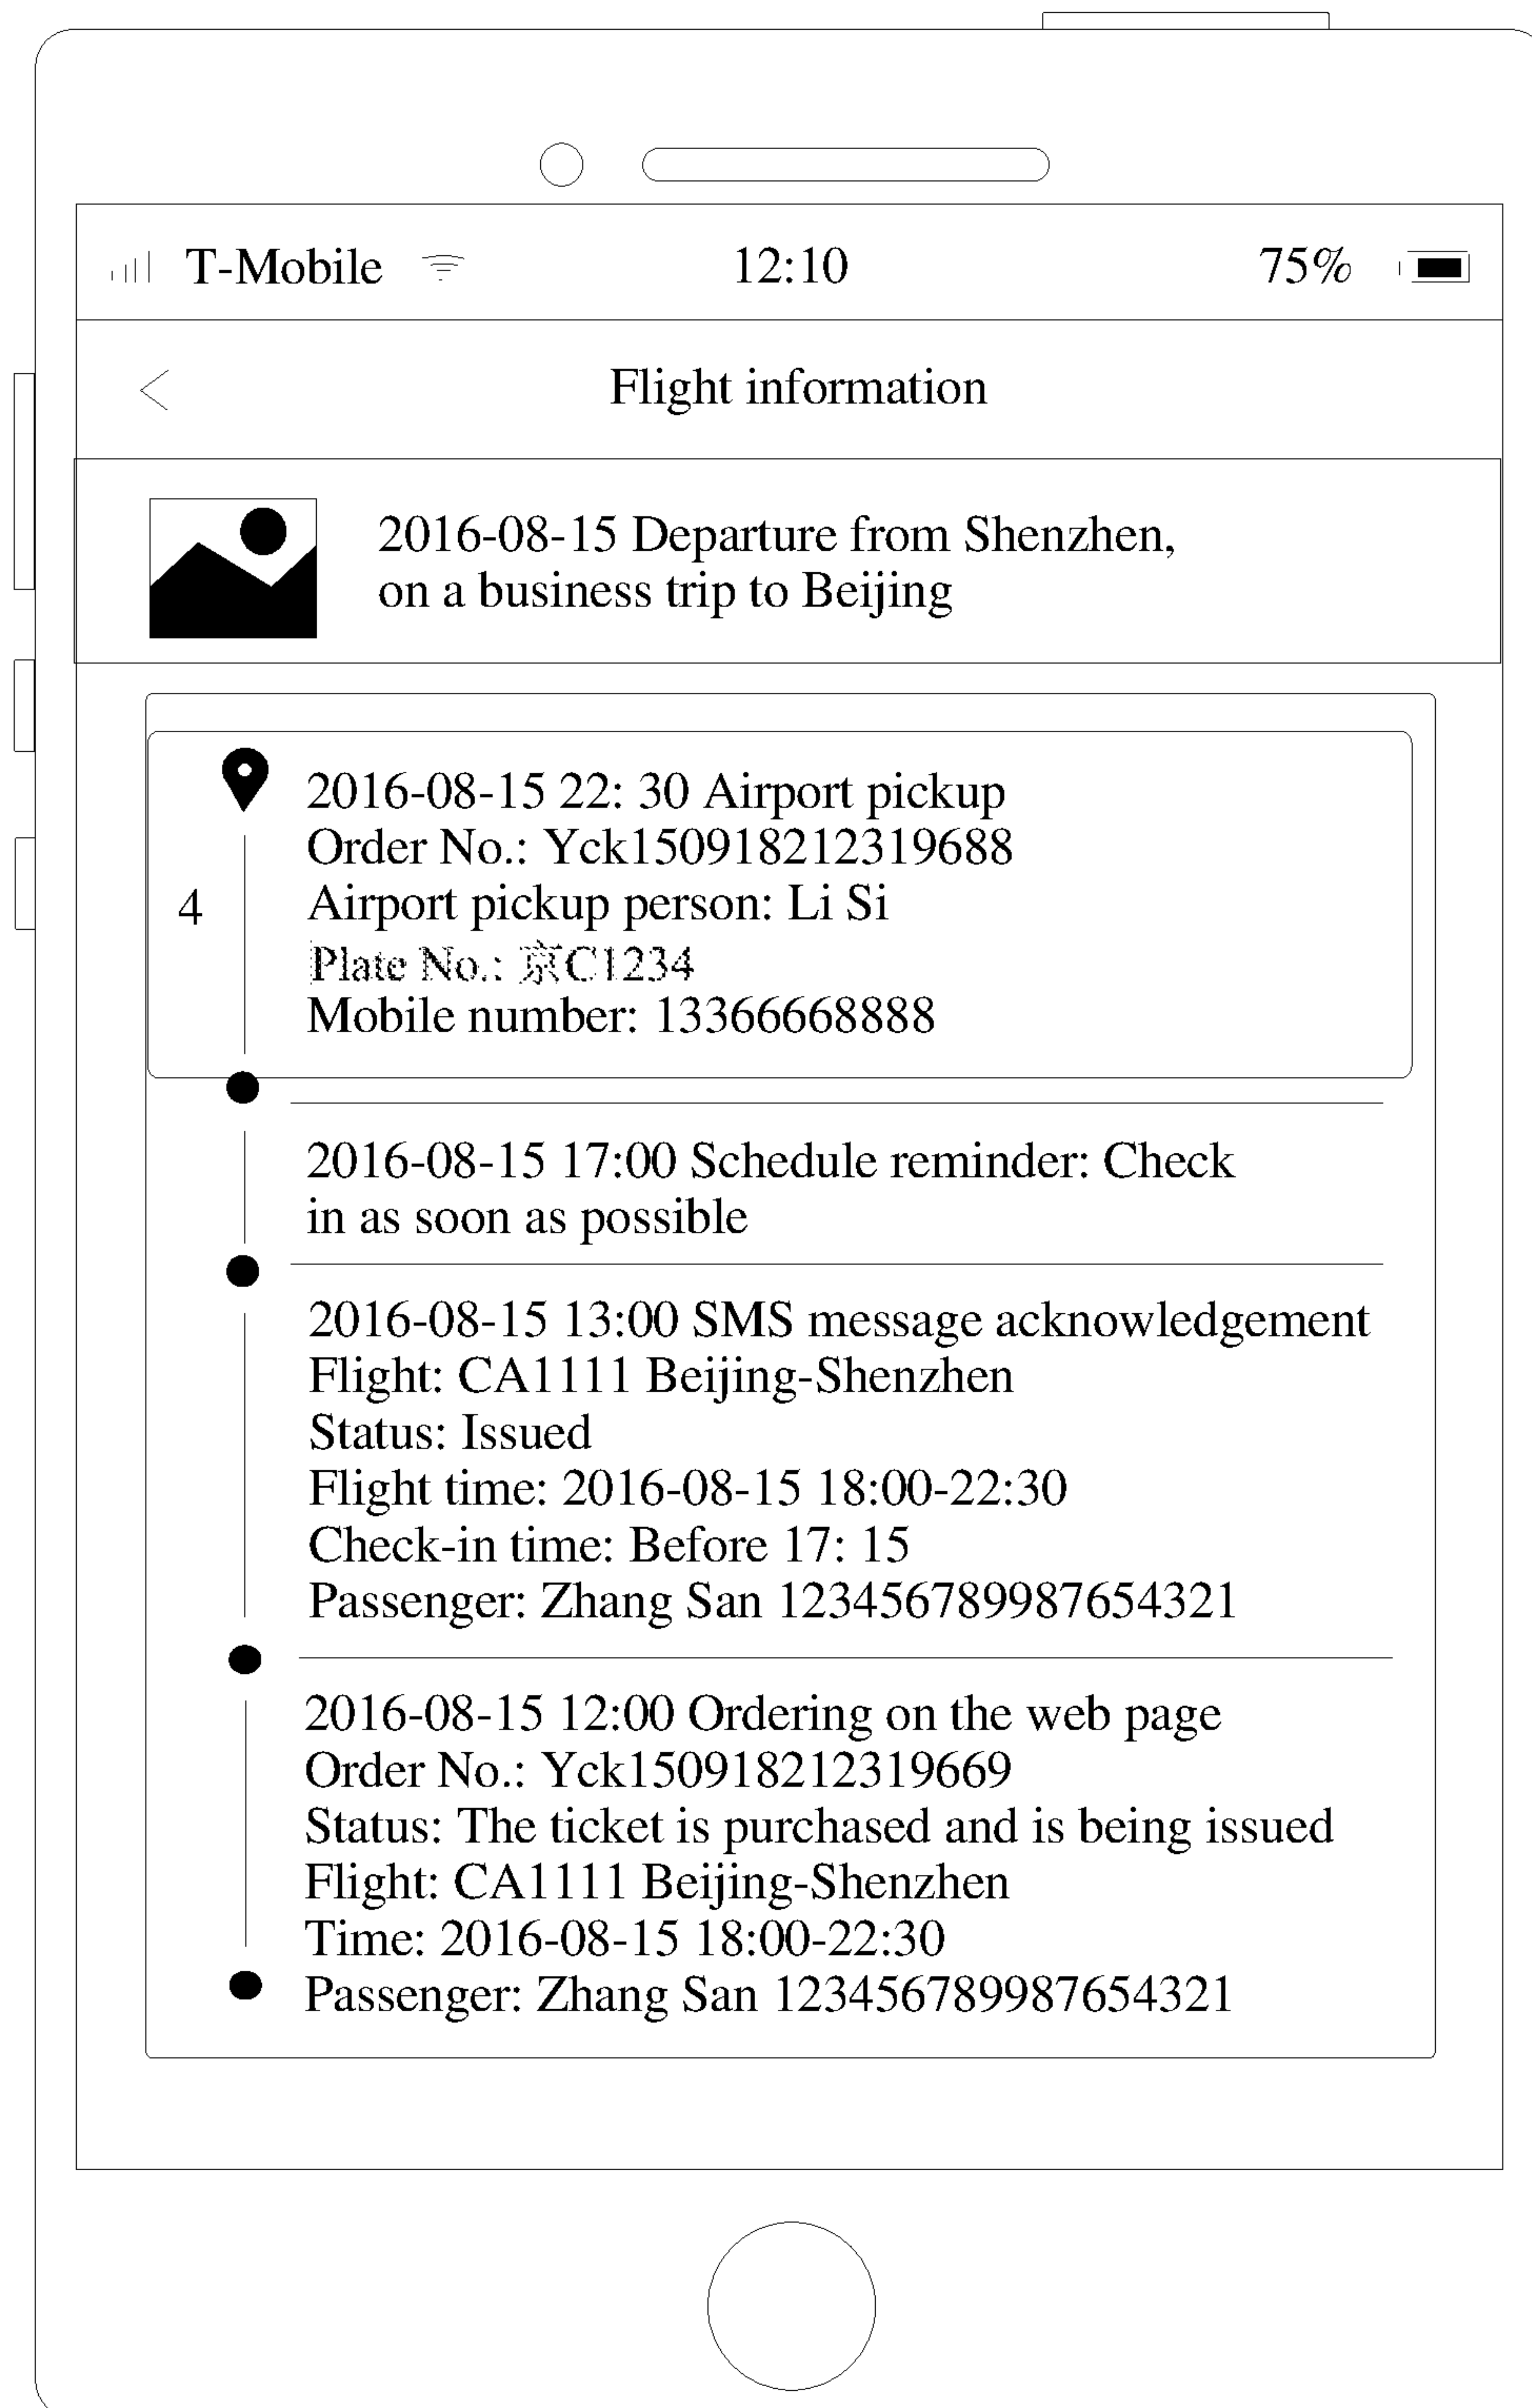 T-Mobile 12:10 75%
<
Flight information
2016-08-15 Departure from Shenzhen,
on a business trip to Beijing
2016-08-15 22: 30 Airport pickup
Order No.: Yck150918212319688
4
Airport pickup person: Li Si
Plate No.: 京C1234
Mobile number: 13366668888
2016-08-15 17:00 Schedule reminder: Check
in as soon as possible
2016-08-15 13:00 SMS message acknowledgement
Flight: CA1111 Beijing-Shenzhen
Status: Issued
Flight time: 2016-08-15 18:00-22:30
Check-in time: Before 17: 15
Passenger: Zhang San 123456789987654321
2016-08-15 12:00 Ordering on the web page
Order No.: Yck150918212319669
Status: The ticket is purchased and is being issued
Flight: CA1111 Beijing-Shenzhen
Time: 2016-08-15 18:00-22:30
Passenger: Zhang San 123456789987654321